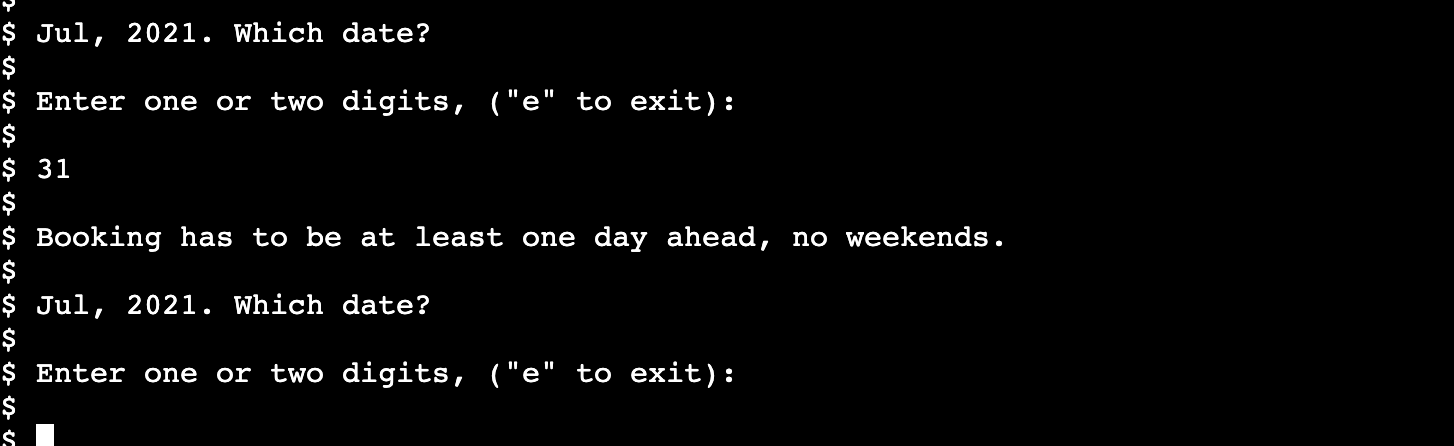 $
$ Jul, 2021. Which date?
$
$ Enter one or two digits, ("e" to exit):
$
$ 31
$
$ Booking has to be at least one day ahead, no weekends.
$
$ Jul, 2021. Which date?
$
$ Enter one or two digits, ("e" to exit):
$
$